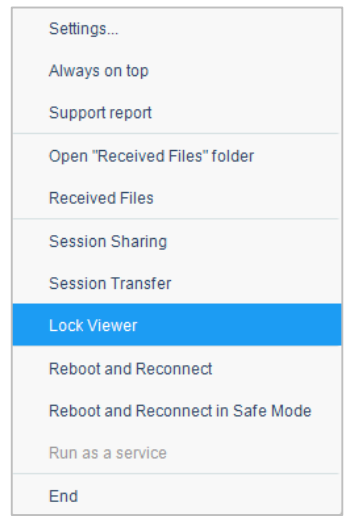 Settings...
Always on top
Support report
Open "Received Files" folder
Received Files
Session Sharing
Session Transfer
Lock Viewer
Reboot and Reconnect
Reboot and Reconnect in Safe Mode
Run as a service
End